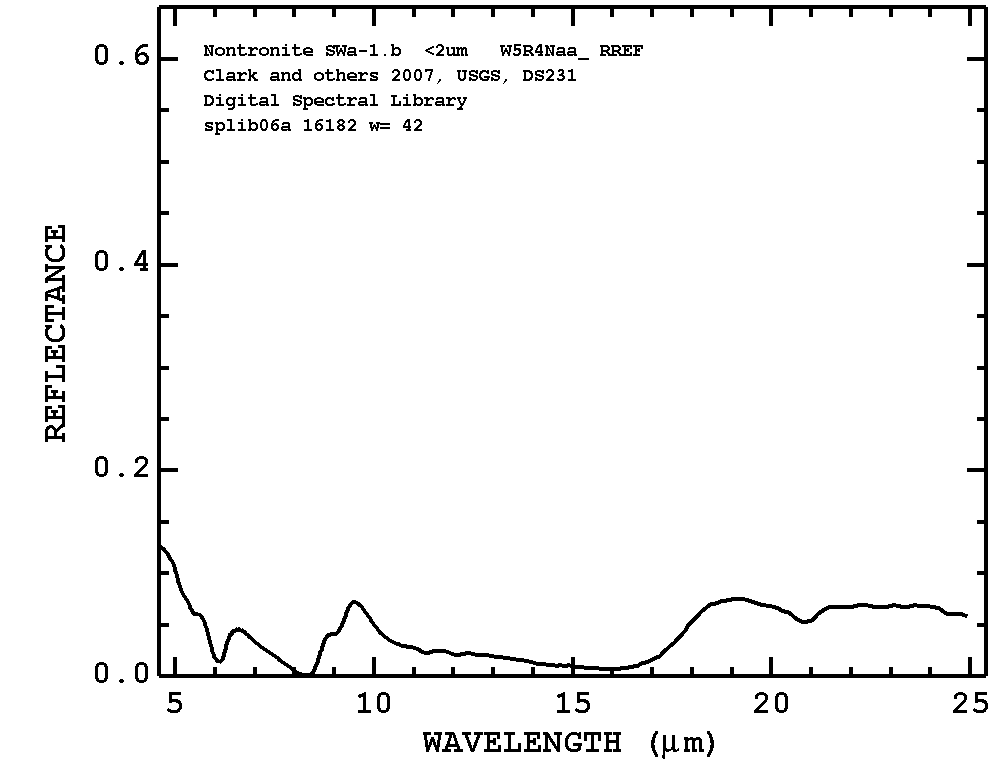 Nontronite SWa-1.b <2um W5R4Naa_ RREF
Clark and others 2007, USGS, DS231
Digital Spectral Library
splib06a 16182 w= 42
0.6
0.4
0.2
0.0
REFLECTANCE
5 10 15 20 25
WAVELENGTH (μm)